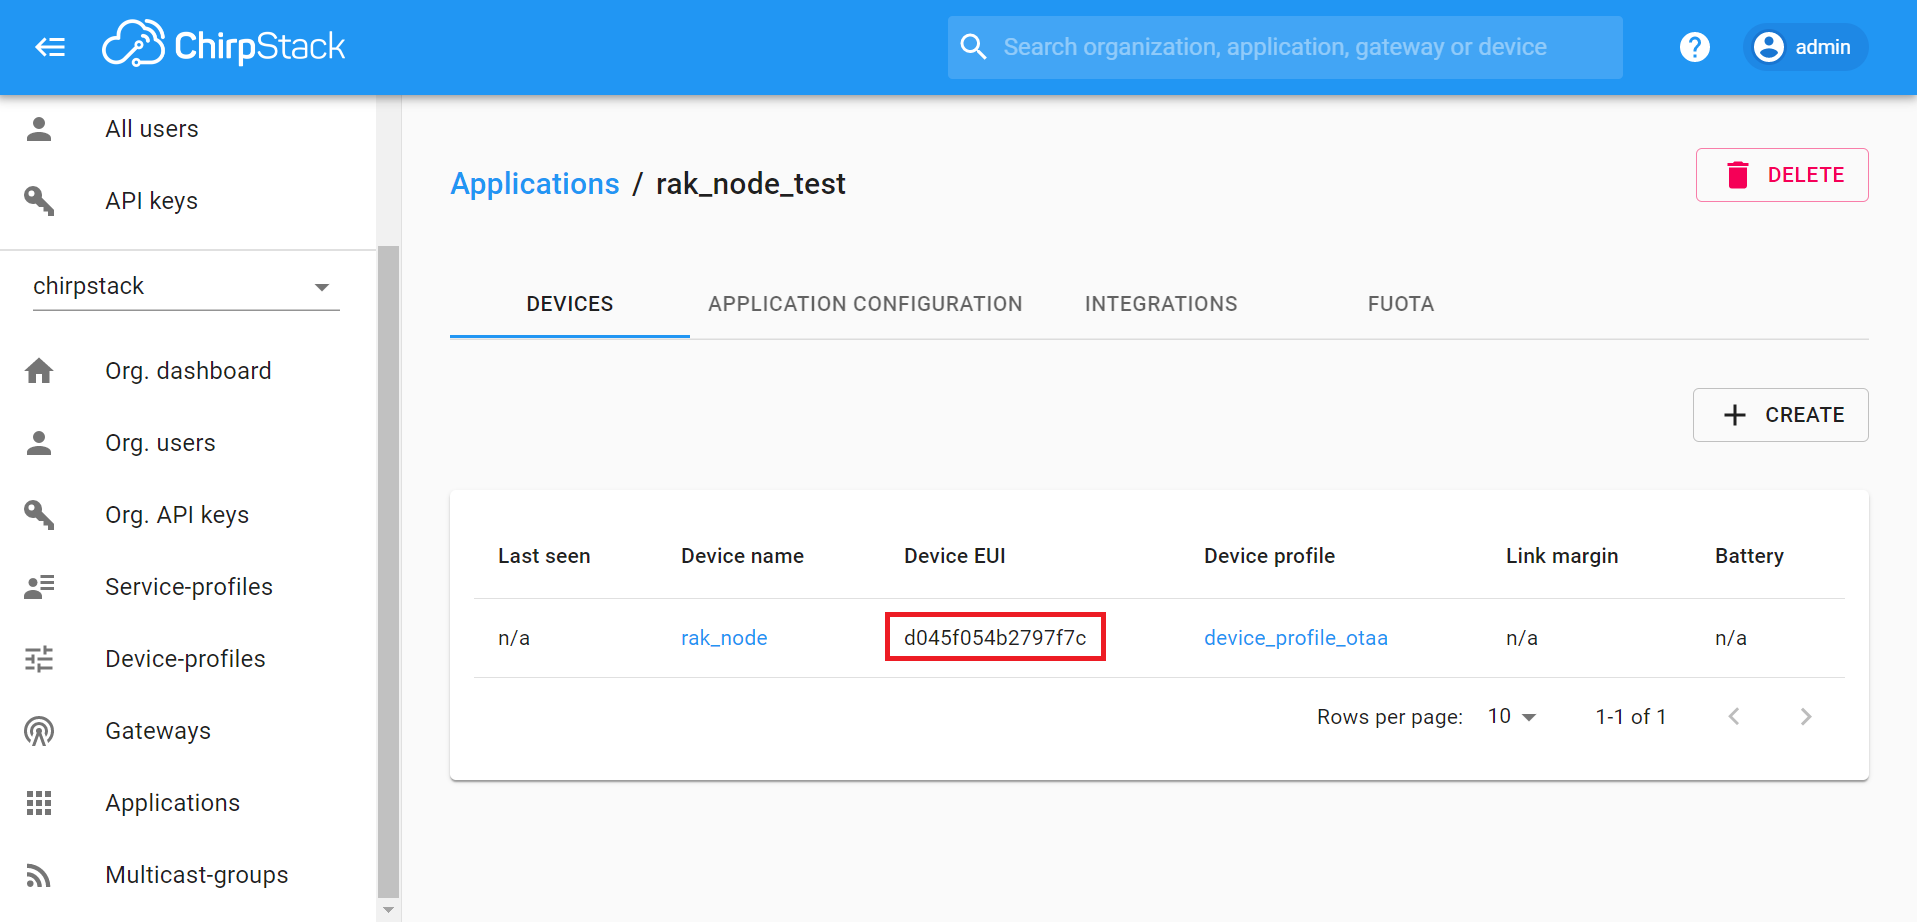 ChirpStack
Search organization, application, gateway or device
?
admin
All users
API keys
chirpstack
Org. dashboard
Org. users
Org. API keys
Service-profiles
Device-profiles
Gateways
Applications
Multicast-groups
Applications / rak_node_test
DELETE
DEVICES APPLICATION CONFIGURATION INTEGRATIONS FUOTA
CREATE
Last seen Device name Device EUI Device profile Link margin Battery
n/a rak_node d045f054b2797f7c device_profile_otaa n/a n/a
Rows per page: 10 1-1 of 1